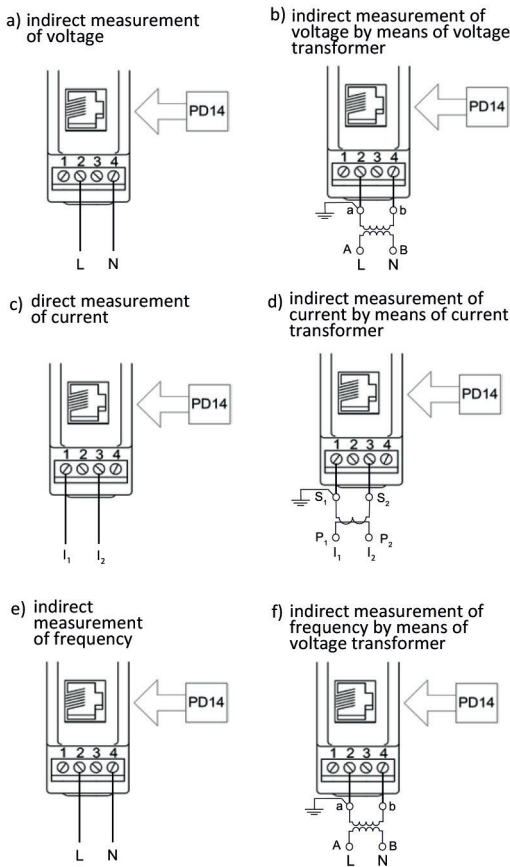 a) indirect measurement
of voltage
PD14
1 2 3 4
L N
b) indirect measurement of
voltage by means of voltage
transformer
PD14
1 2 3 4
a b
A B
L N
c) direct measurement
of current
PD14
1 2 3 4
I₁ I₂
d) indirect measurement of
current by means of current
transformer
PD14
1 2 3 4
S₁ S₂
P₁ P₂
I₁ I₂
e) indirect
measurement
of frequency
PD14
1 2 3 4
L N
f) indirect measurement of
frequency by means of
voltage transformer
PD14
1 2 3 4
a b
A B
L N